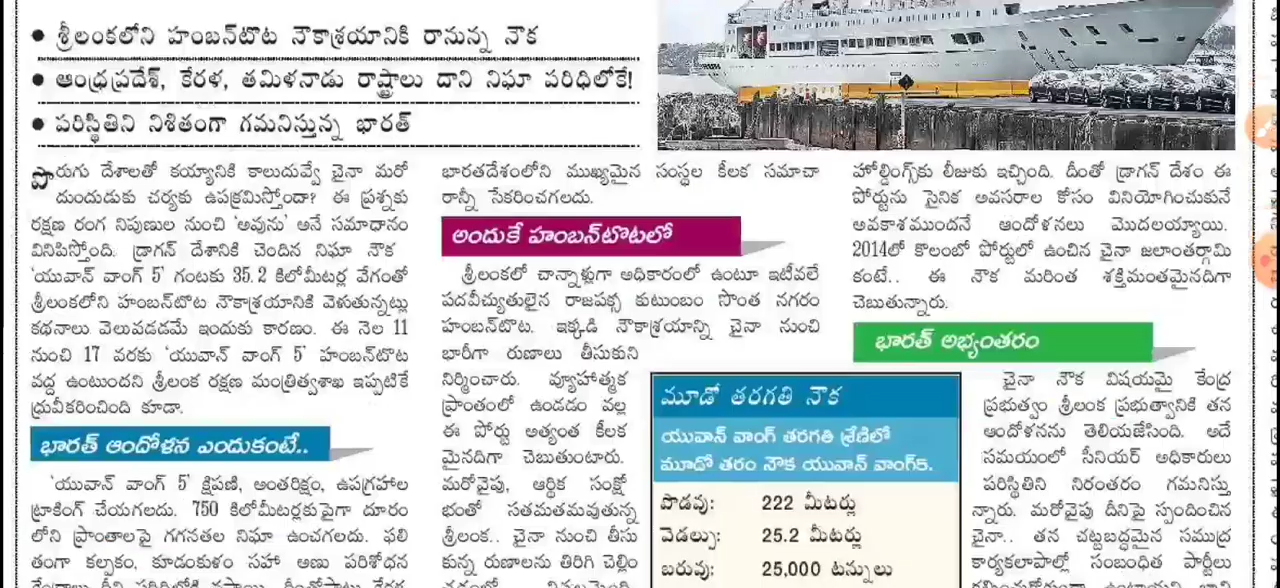 • శ్రీలంకలోని హంబన్‌టొట నౌకాశ్రయానికి రానున్న నౌక
• ఆంధ్రప్రదేశ్, కేరళ, తమిళనాడు రాష్ట్రాలు దాని నిఘా పరిధిలోకే!
• పరిస్థితిని నిశితంగా గమనిస్తున్న భారత్
పొరుగు దేశాలతో కయ్యానికి కాలుదువ్వే చైనా మరో
దుందుడుకు చర్యకు ఉపక్రమిస్తోందా? ఈ ప్రశ్నకు
రక్షణ రంగ నిపుణుల నుంచి ‘అవును’ అనే సమాధానం
వినిపిస్తోంది. డ్రాగన్ దేశానికి చెందిన నిఘా నౌక
‘యువాన్ వాంగ్ 5’ గంటకు 35.2 కిలోమీటర్ల వేగంతో
శ్రీలంకలోని హంబన్‌టొట నౌకాశ్రయానికి వెళుతున్నట్లు
కథనాలు వెలువడడమే ఇందుకు కారణం. ఈ నెల 11
నుంచి 17 వరకు ‘యువాన్ వాంగ్ 5’ హంబన్‌టొట
వద్ద ఉంటుందని శ్రీలంక రక్షణ మంత్రిత్వశాఖ ఇప్పటికే
ధ్రువీకరించింది కూడా.
భారత్ ఆందోళన ఎందుకంటే..
‘యువాన్ వాంగ్ 5’ క్షిపణి, అంతరిక్షం, ఉపగ్రహాల
ట్రాకింగ్ చేయగలదు. 750 కిలోమీటర్లకుపైగా దూరం
లోని ప్రాంతాలపై గగనతల నిఘా ఉంచగలదు. ఫలి
తంగా కల్పకం, కూడంకుళం సహా అణు పరిశోధన
భారతదేశంలోని ముఖ్యమైన సంస్థల కీలక సమాచా
రాన్నీ సేకరించగలదు.
అందుకే హంబన్‌టొటలో
శ్రీలంకలో చాన్నాళ్లుగా అధికారంలో ఉంటూ ఇటీవలే
పదవీచ్యుతులైన రాజపక్స కుటుంబం సొంత నగరం
హంబన్‌టొట. ఇక్కడి నౌకాశ్రయాన్ని చైనా నుంచి
భారీగా రుణాలు తీసుకుని
నిర్మించారు. వ్యూహాత్మక
ప్రాంతంలో ఉండడం వల్ల
ఈ పోర్టు అత్యంత కీలక
మైనదిగా చెబుతుంటారు.
మరోవైపు, ఆర్థిక సంక్షో
భంతో సతమతమవుతున్న
శ్రీలంక.. చైనా నుంచి తీసు
కున్న రుణాలను తిరిగి చెల్లిం
మూడో తరగతి నౌక
యువాన్ వాంగ్ తరగతి శ్రేణిలో
మూడో తరం నౌక యువాన్ వాంగ్5.
పొడవు: 222 మీటర్లు
వెడల్పు: 25.2 మీటర్లు
బరువు: 25,000 టన్నులు
హోల్డింగ్స్‌కు లీజుకు ఇచ్చింది. దీంతో డ్రాగన్ దేశం ఈ
పోర్టును సైనిక అవసరాల కోసం వినియోగించుకునే
అవకాశముందనే ఆందోళనలు మొదలయ్యాయి.
2014లో కొలంబో పోర్టులో ఉంచిన చైనా జలాంతర్గామి
కంటే.. ఈ నౌక మరింత శక్తిమంతమైనదిగా
చెబుతున్నారు.
భారత్ అభ్యంతరం
చైనా నౌక విషయమై కేంద్ర
ప్రభుత్వం శ్రీలంక ప్రభుత్వానికి తన
ఆందోళనను తెలియజేసింది. అదే
సమయంలో సీనియర్ అధికారులు
పరిస్థితిని నిరంతరం గమనిస్తు
న్నారు. మరోవైపు దీనిపై స్పందించిన
చైనా.. తన చట్టబద్ధమైన సముద్ర
కార్యకలాపాల్లో సంబంధిత పార్టీలు